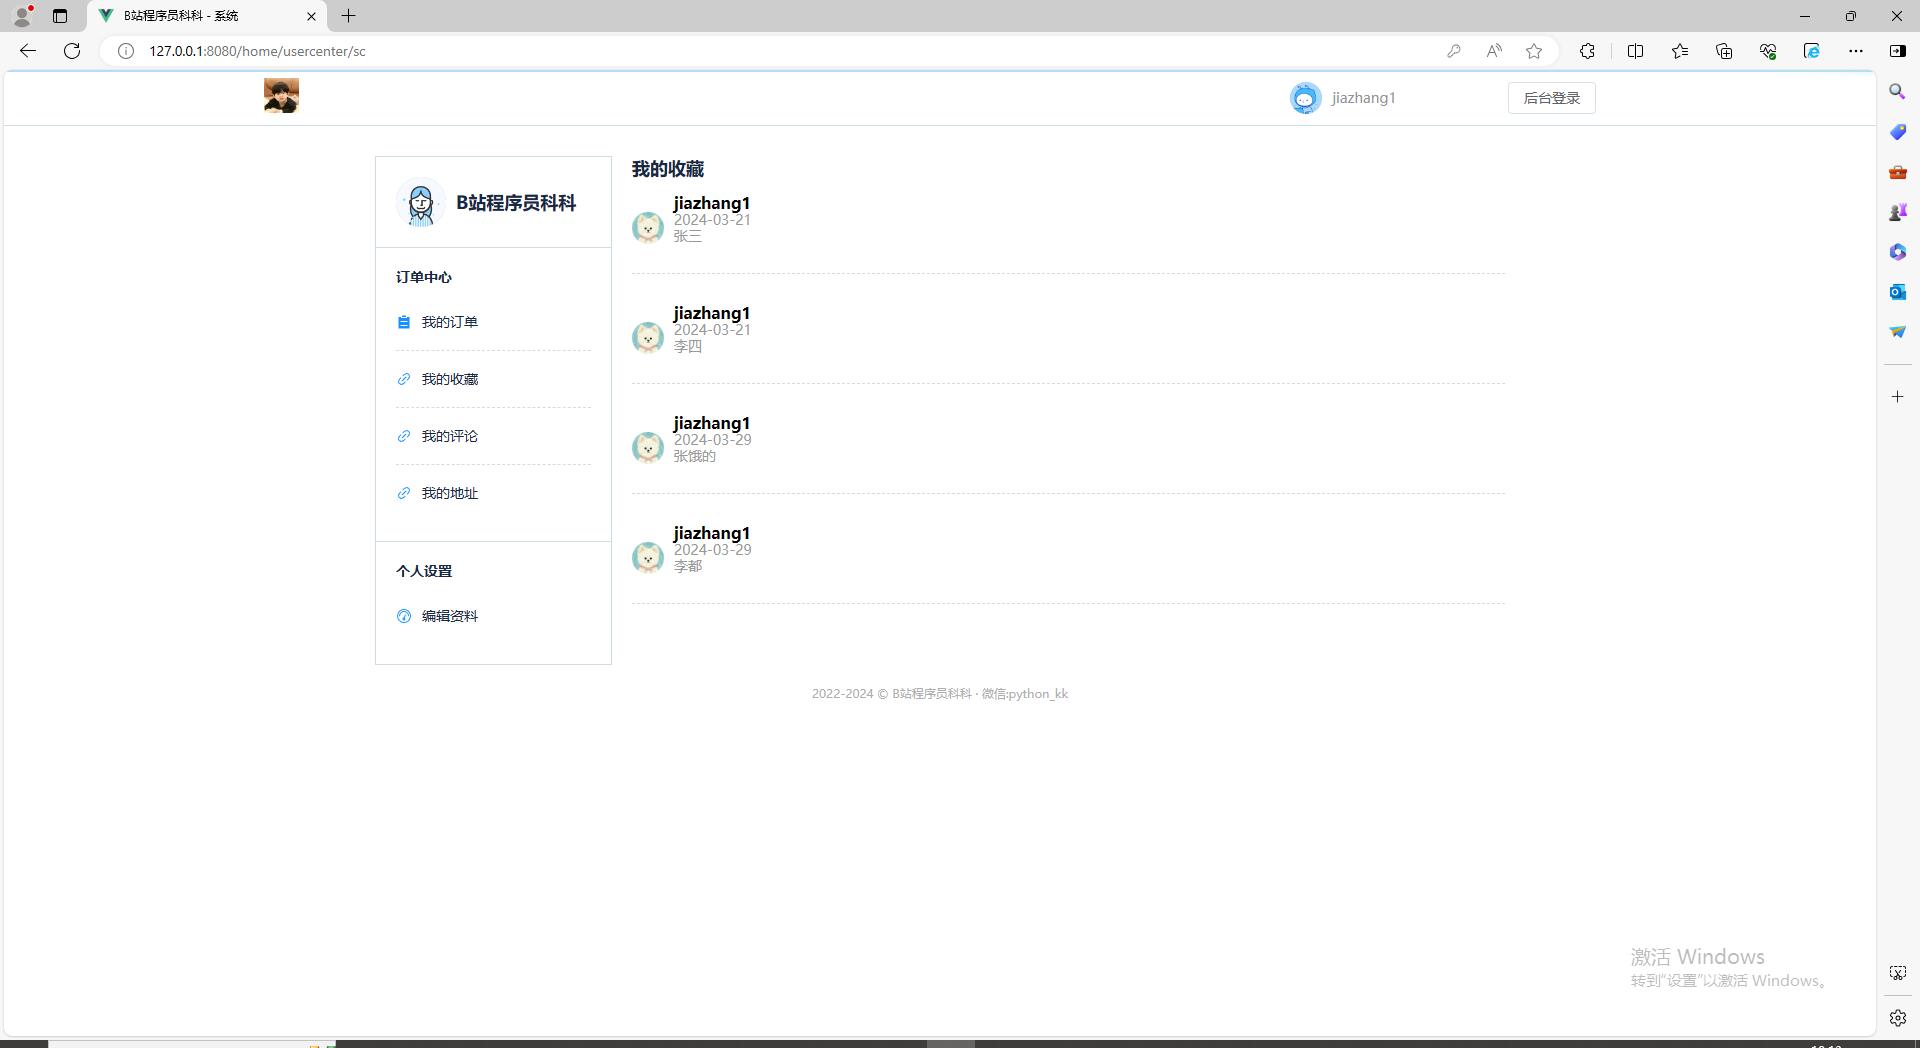 B站程序员科科 - 系统
127.0.0.1:8080/home/usercenter/sc
jiazhang1
后台登录
B站程序员科科
订单中心
我的订单
我的收藏
我的评论
我的地址
个人设置
编辑资料
我的收藏
jiazhang1
2024-03-21
张三
jiazhang1
2024-03-21
李四
jiazhang1
2024-03-29
张饿的
jiazhang1
2024-03-29
李都
2022-2024 © B站程序员科科 · 微信:python_kk
激活 Windows
转到“设置”以激活 Windows。